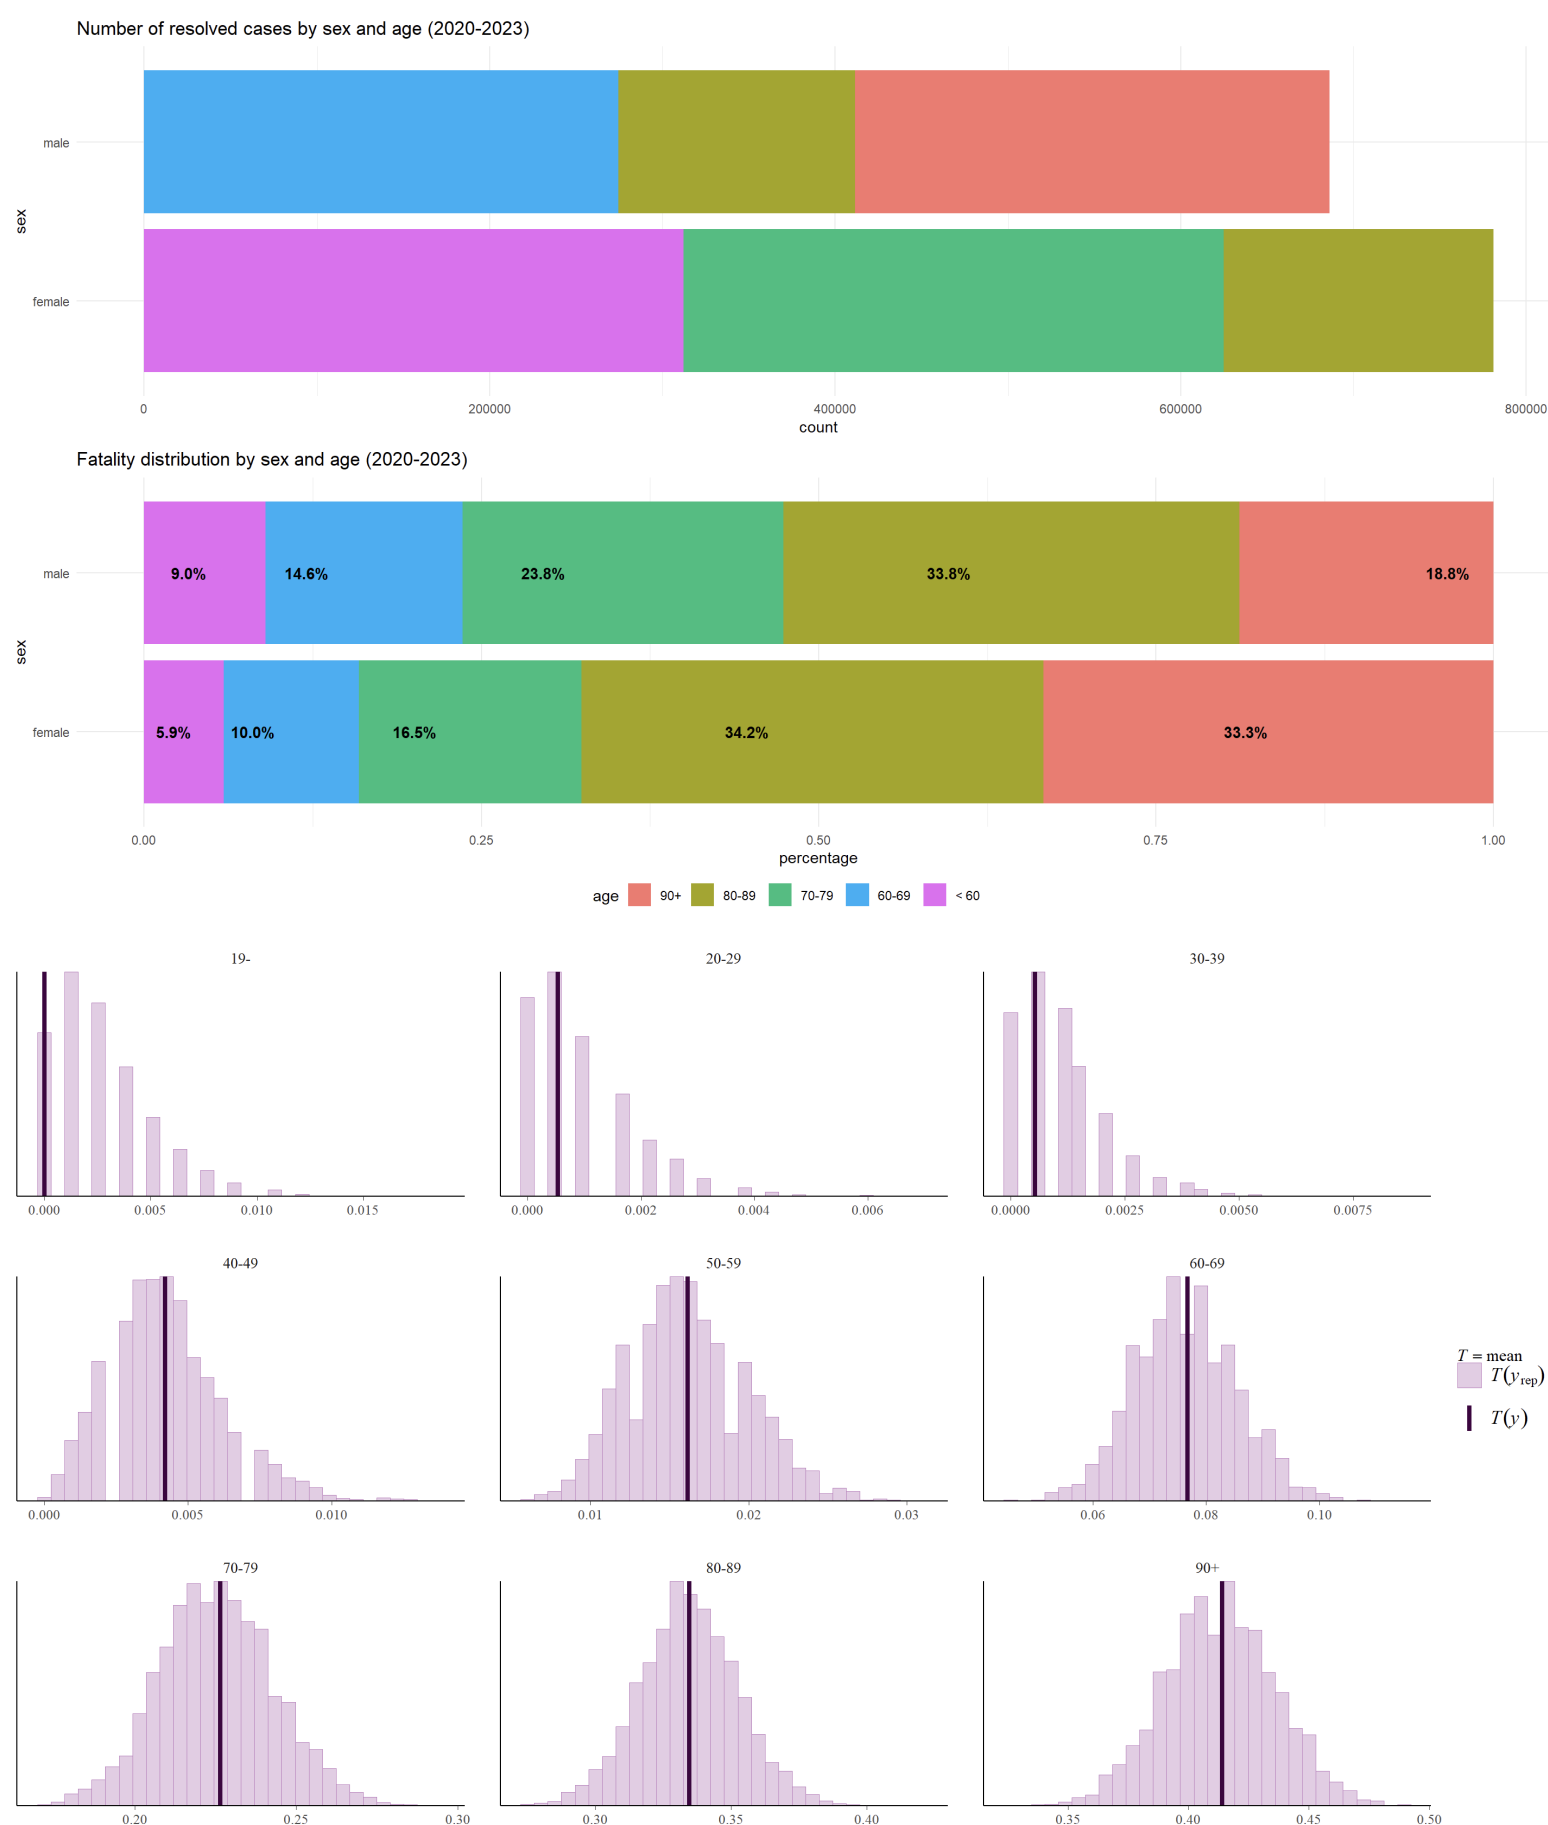 Number of resolved cases by sex and age (2020-2023)
sex
male
female
0 200000 400000 600000 800000
count
Fatality distribution by sex and age (2020-2023)
sex
male
9.0% 14.6% 23.8% 33.8% 18.8%
female
5.9% 10.0% 16.5% 34.2% 33.3%
0.00 0.25 0.50 0.75 1.00
percentage
age 90+ 80-89 70-79 60-69 < 60
19- 20-29 30-39
0.000 0.005 0.010 0.015 0.000 0.002 0.004 0.006 0.0000 0.0025 0.0050 0.0075
40-49 50-59 60-69
0.000 0.005 0.010 0.01 0.02 0.03 0.06 0.08 0.10
T = mean
T(yrep)
T(y)
70-79 80-89 90+
0.20 0.25 0.30 0.30 0.35 0.40 0.35 0.40 0.45 0.50